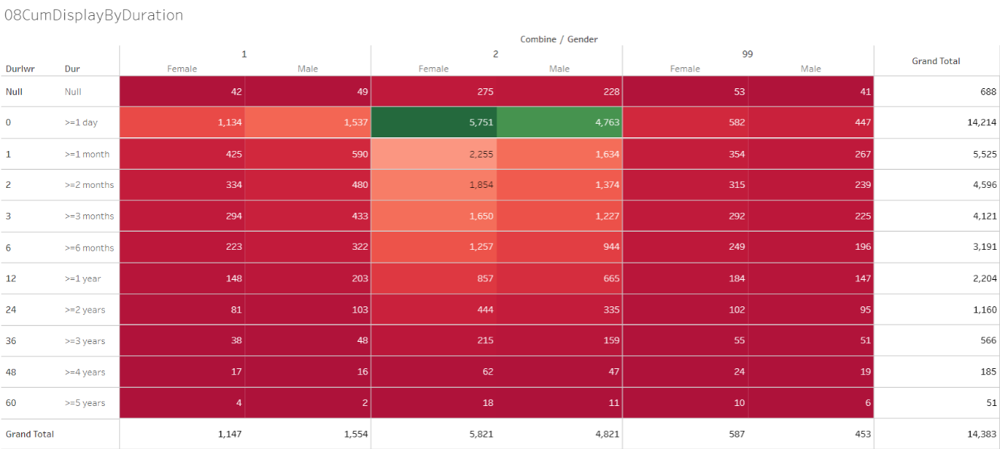 08CumDisplayByDuration
Combine / Gender
1 2 99 Grand Total
Durlwr Dur Female Male Female Male Female Male
Null Null 42 49 275 228 53 41 688
0 >=1 day 1,134 1,537 5,751 4,763 582 447 14,214
1 >=1 month 425 590 2,255 1,634 354 267 5,525
2 >=2 months 334 480 1,854 1,374 315 239 4,596
3 >=3 months 294 433 1,650 1,227 292 225 4,121
6 >=6 months 223 322 1,257 944 249 196 3,191
12 >=1 year 148 203 857 665 184 147 2,204
24 >=2 years 81 103 444 335 102 95 1,160
36 >=3 years 38 48 215 159 55 51 566
48 >=4 years 17 16 62 47 24 19 185
60 >=5 years 4 2 18 11 10 6 51
Grand Total 1,147 1,554 5,821 4,821 587 453 14,383